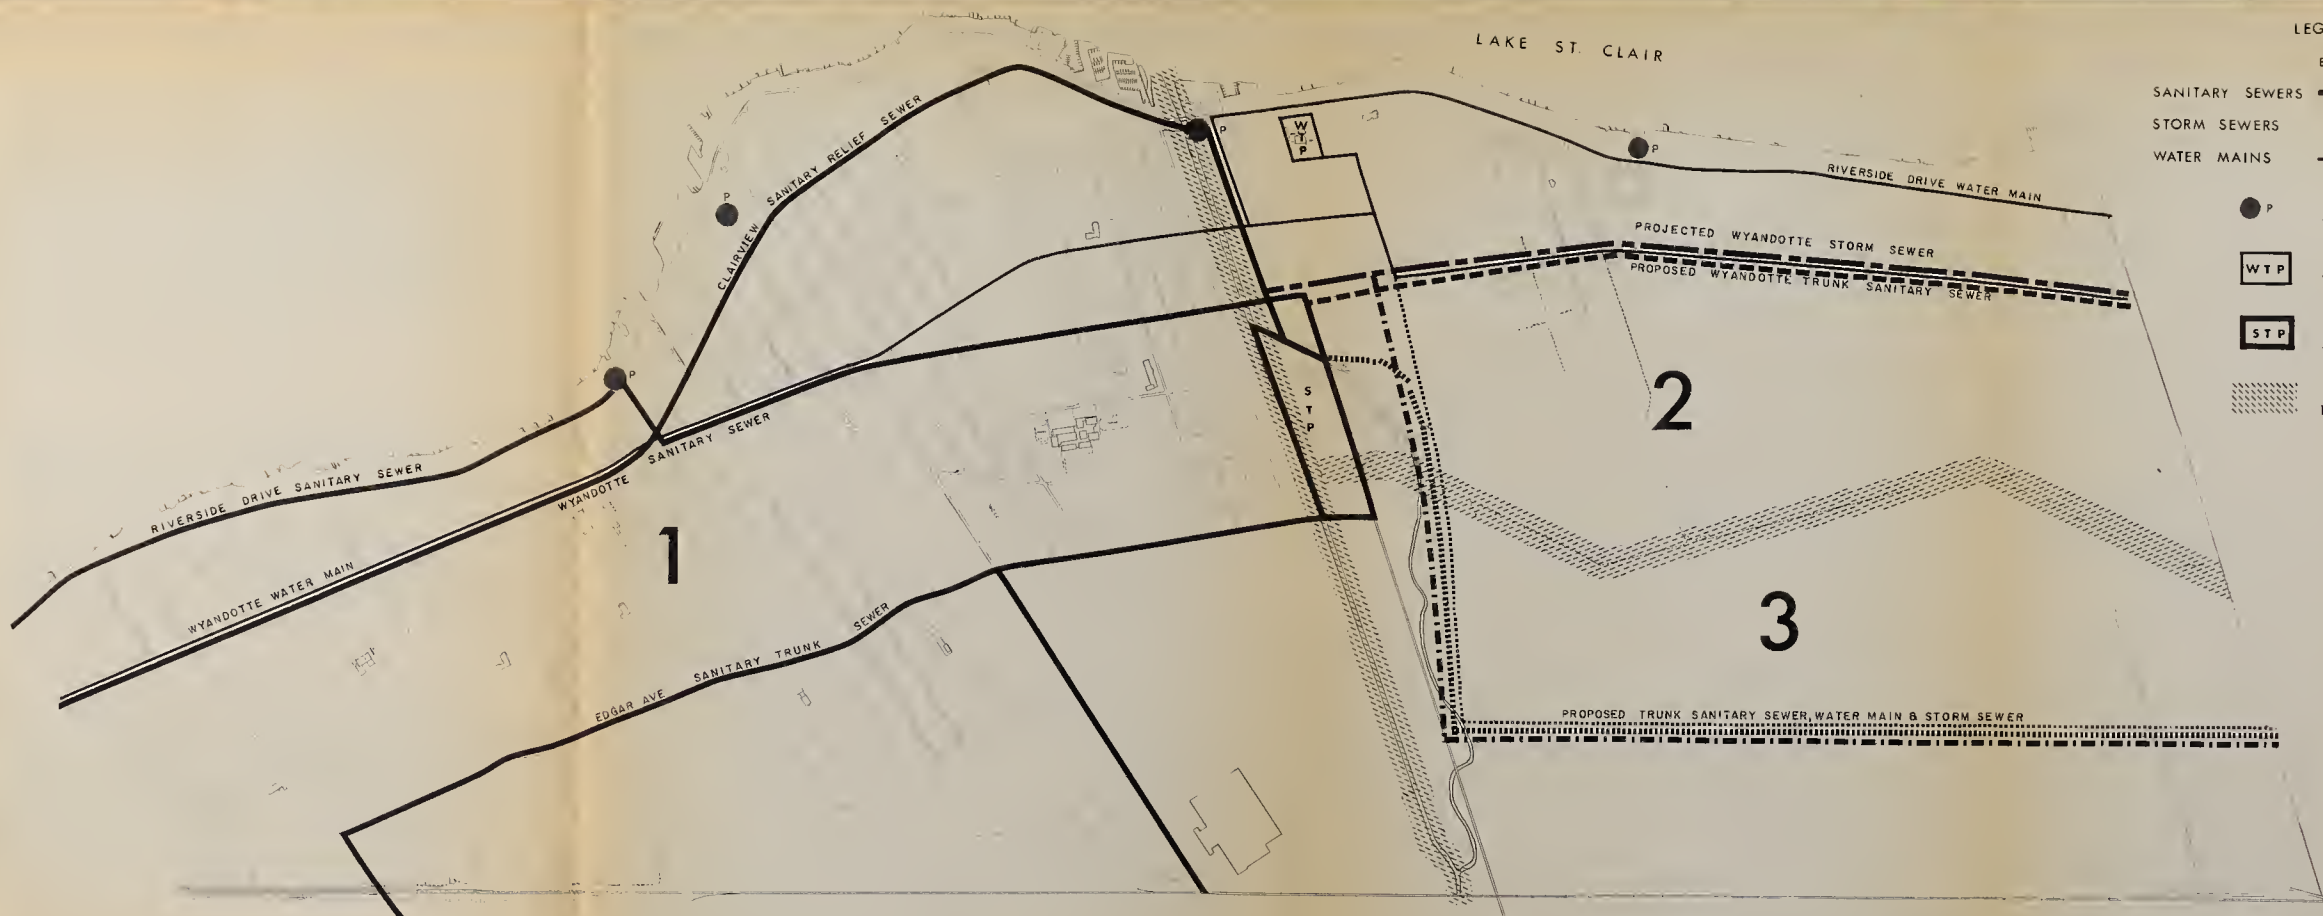 LAKE ST. CLAIR
LEG
SANITARY SEWERS
STORM SEWERS
WATER MAINS
P
WTP
STP
P
P
P
P
WTP
CLAIRVIEW SANITARY RELIEF SEWER
RIVERSIDE DRIVE WATER MAIN
PROJECTED WYANDOTTE STORM SEWER
PROPOSED WYANDOTTE TRUNK SANITARY SEWER
STP
2
RIVERSIDE DRIVE SANITARY SEWER
WYANDOTTE SANITARY SEWER
WYANDOTTE WATER MAIN
1
3
EDGAR AVE SANITARY TRUNK SEWER
PROPOSED TRUNK SANITARY SEWER, WATER MAIN & STORM SEWER